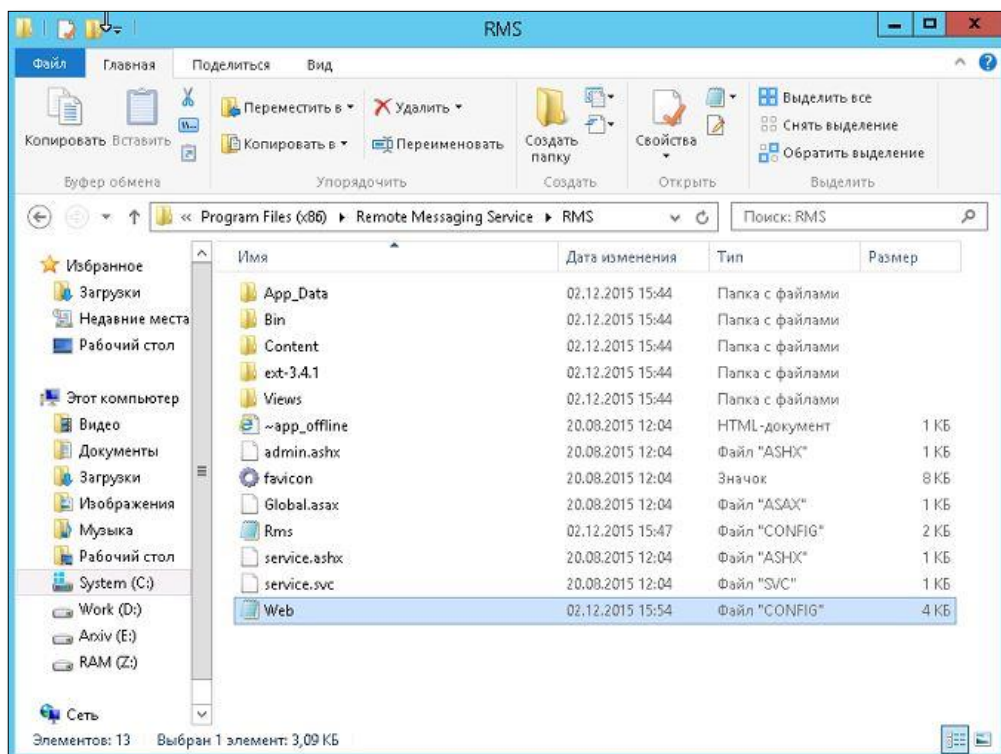 RMS
Файл Главная Поделиться Вид
Копировать Вставить Переместить в Удалить Копировать в Переименовать Создать папку Свойства Выделить все Снять выделение Обратить выделение
Буфер обмена Упорядочить Создать Открыть Выделить
« Program Files (x86) Remote Messaging Service RMS Поиск: RMS
Имя Дата изменения Тип Размер
Избранное
Загрузки
Недавние места
Рабочий стол
Этот компьютер
Видео
Документы
Загрузки
Изображения
Музыка
Рабочий стол
System (C:)
Work (D:)
Arxiv (E:)
RAM (Z:)
Сеть
App_Data 02.12.2015 15:44 Папка с файлами
Bin 02.12.2015 15:44 Папка с файлами
Content 02.12.2015 15:44 Папка с файлами
ext-3.4.1 02.12.2015 15:44 Папка с файлами
Views 02.12.2015 15:44 Папка с файлами
~app_offline 20.08.2015 12:04 HTML-документ 1 КБ
admin.ashx 20.08.2015 12:04 Файл "ASHX" 1 КБ
favicon 20.08.2015 12:04 Значок 8 КБ
Global.asax 20.08.2015 12:04 Файл "ASAX" 1 КБ
Rms 02.12.2015 15:47 Файл "CONFIG" 2 КБ
service.ashx 20.08.2015 12:04 Файл "ASHX" 1 КБ
service.svc 20.08.2015 12:04 Файл "SVC" 1 КБ
Web 02.12.2015 15:54 Файл "CONFIG" 4 КБ
Элементов: 13 Выбран 1 элемент: 3,09 КБ